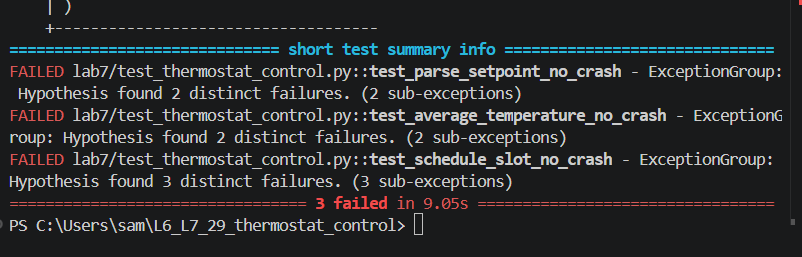 | )
+------------------------------------
============================= short test summary info =============================
FAILED lab7/test_thermostat_control.py::test_parse_setpoint_no_crash - ExceptionGroup:
 Hypothesis found 2 distinct failures. (2 sub-exceptions)
FAILED lab7/test_thermostat_control.py::test_average_temperature_no_crash - ExceptionG
roup: Hypothesis found 2 distinct failures. (2 sub-exceptions)
FAILED lab7/test_thermostat_control.py::test_schedule_slot_no_crash - ExceptionGroup:
Hypothesis found 3 distinct failures. (3 sub-exceptions)
================================ 3 failed in 9.05s ================================
PS C:\Users\sam\L6_L7_29_thermostat_control>